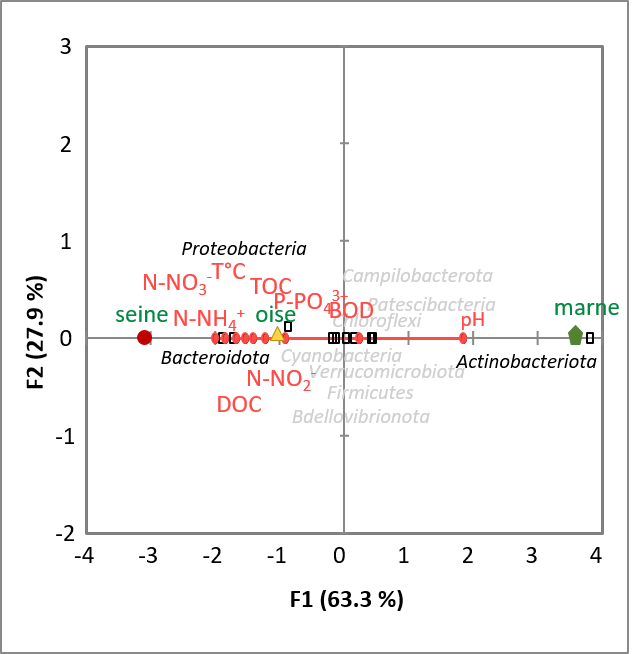 3
2
1
Proteobacteria
N-NO₃⁻ T°C TOC Campilobacterota
P-PO₄³⁺ BOD Patescibacteria
seine N-NH₄⁺ oise Chloroflexi pH marne
0
Bacteroidota Cyanobacteria Actinobacteriota
N-NO₂⁻ Verrucomicrobiota
DOC Firmicutes
Bdellovibrionota
-1
-2
-4 -3 -2 -1 0 1 2 3 4
F1 (63.3 %)
F2 (27.9 %)